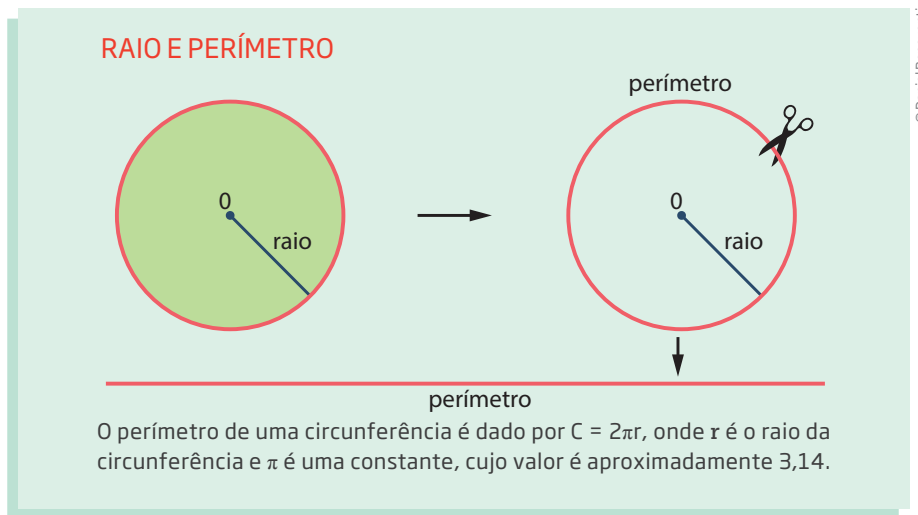 RAIO E PERÍMETRO
perímetro
0
raio
0
raio
perímetro
O perímetro de uma circunferência é dado por C = 2πr, onde r é o raio da
circunferência e π é uma constante, cujo valor é aproximadamente 3,14.